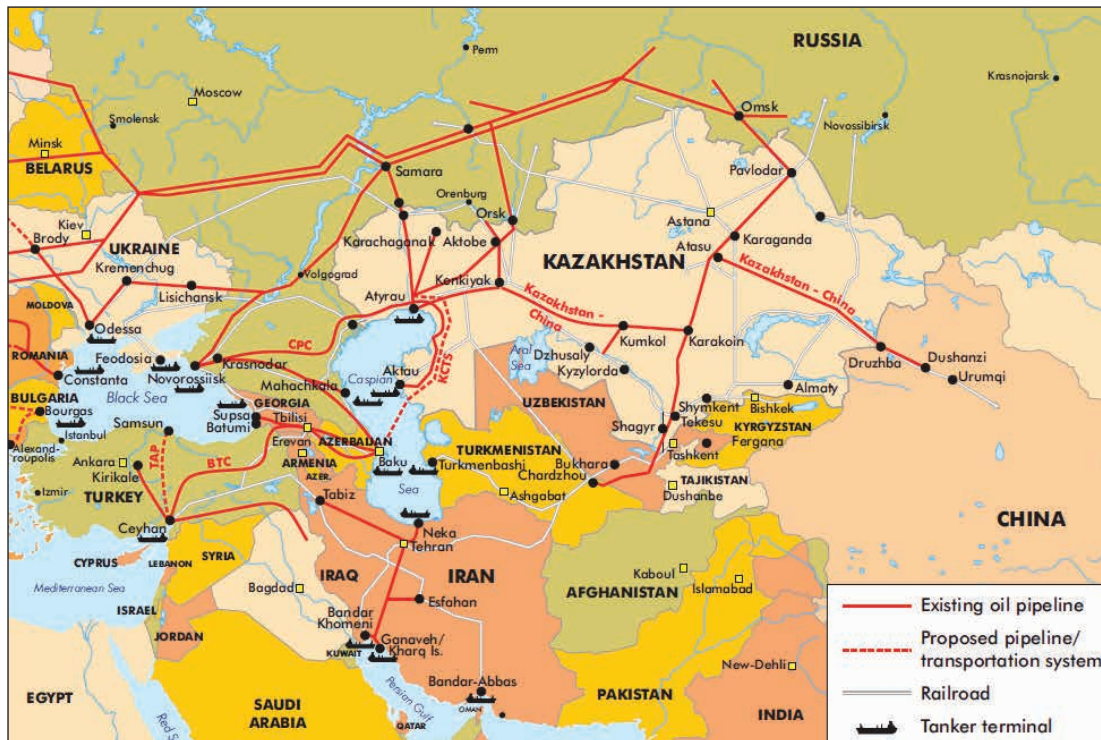 RUSSIA
Perm
Krasnojarsk
Moscow
Omsk
Smolensk
Novossibirsk
Minsk
BELARUS
Samara
Pavlodar
Orenburg
Orsk
Astana
Kiev
Brody
UKRAINE
Karachaganak
Aktobe
Karaganda
Atasu
Kremenchug
Volgograd
KAZAKHSTAN
Lisichansk
Kenkiyak
Kazakhstan - China
MOLDOVA
Atyrau
Kazakhstan -
China
Odessa
CPC
KCTS
Kumkol
Karakoin
ROMANIA
Feodosia
Krasnodar
Aral
Sea
Dzhusaly
Druzhba
Dushanzi
Constanta
Novorossiisk
Aktau
Kyzylorda
Urumqi
Mahachkala
Caspian
BULGARIA
Black Sea
GEORGIA
UZBEKISTAN
Almaty
Bourgas
Supsa
Tbilisi
Shymkent
Bishkek
Samsun
Batumi
Tekesu
KYRGYZSTAN
Istanbul
Erevan
AZERBAIJAN
Shagyr
Fergana
Alexand-
roupolis
TURKMENISTAN
Ankara
TAP
BTC
ARMENIA
Baku
Turkmenbashi
Bukhara
Tashkent
Kirikale
AZER.
Chardzhou
TAJIKISTAN
Izmir
TURKEY
Sea
Ashgabat
Dushanbe
Tabiz
CHINA
Ceyhan
Neka
Tehran
CYPRUS
SYRIA
LEBANON
IRAQ
IRAN
Kaboul
Mediterranean Sea
Bagdad
AFGHANISTAN
Islamabad
ISRAEL
Esfahan
Bandar
Khomeni
JORDAN
Ganaveh/
Kharq Is.
KUWAIT
New-Dehli
Bandar-Abbas
EGYPT
PAKISTAN
SAUDI
ARABIA
Persian Gulf
OMAN
INDIA
Red S
QATAR
Existing oil pipeline
Proposed pipeline/
transportation system
Railroad
Tanker terminal